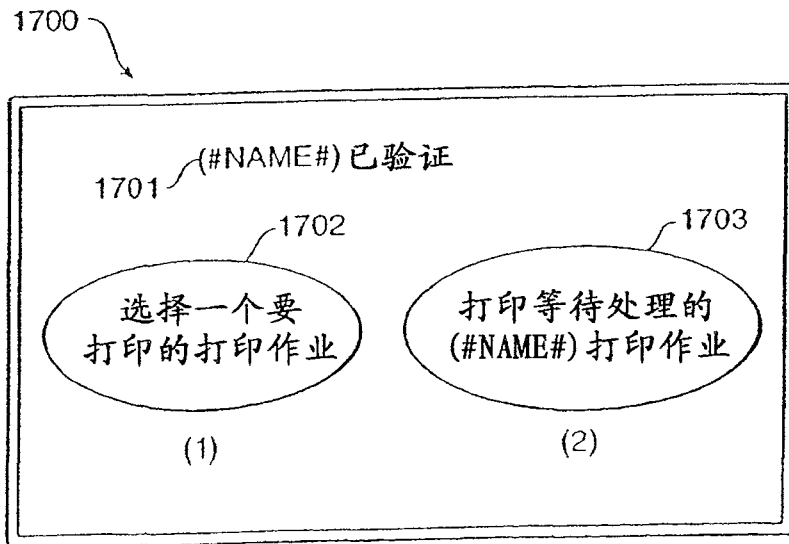 1700
(#NAME#)已验证
1701
1702
1703
选择一个要
打印的打印作业
打印等待处理的
(#NAME#)打印作业
(1)
(2)